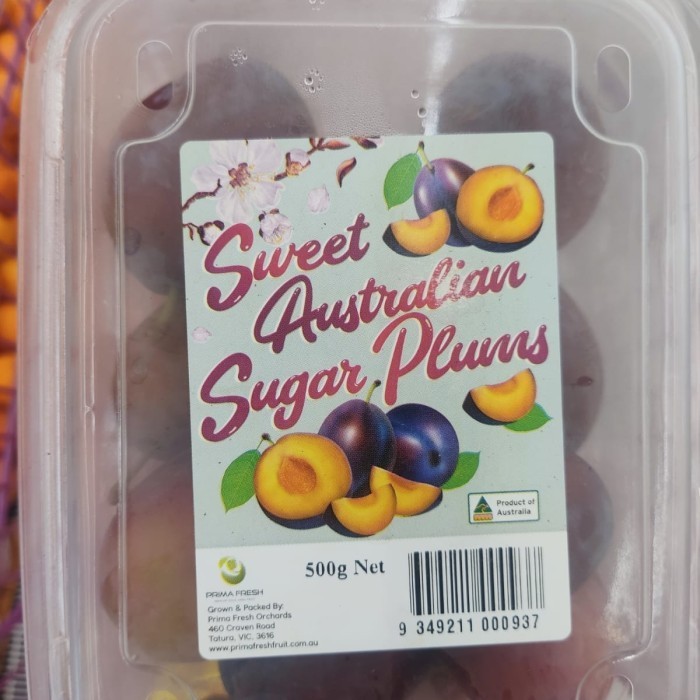 Sweet
Australian
Sugar Plums
Product of
Australia
500g Net
PRIMA FRESH
Grown & Packed By:
Prima Fresh Orchards
460 Craven Road
Tatura, VIC, 3616
www.primafreshfruit.com.au
9 349211 000937